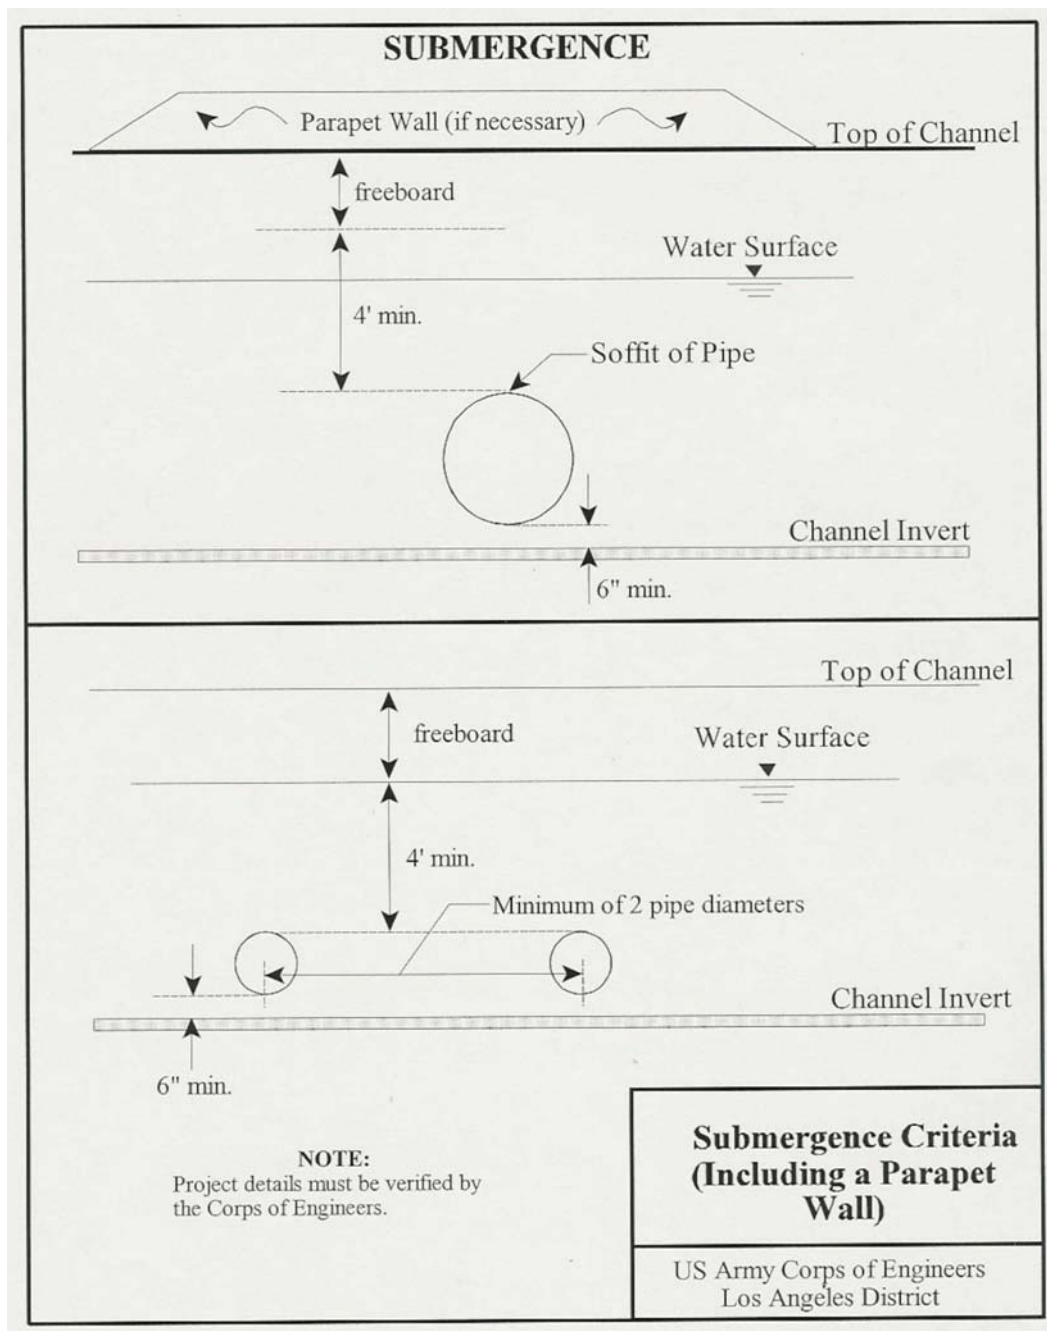 SUBMERGENCE
Parapet Wall (if necessary)
Top of Channel
freeboard
Water Surface
4' min.
Soffit of Pipe
Channel Invert
6" min.
Top of Channel
freeboard
Water Surface
4' min.
Minimum of 2 pipe diameters
Channel Invert
6" min.
NOTE:
Project details must be verified by
the Corps of Engineers.
Submergence Criteria
(Including a Parapet
Wall)
US Army Corps of Engineers
Los Angeles District